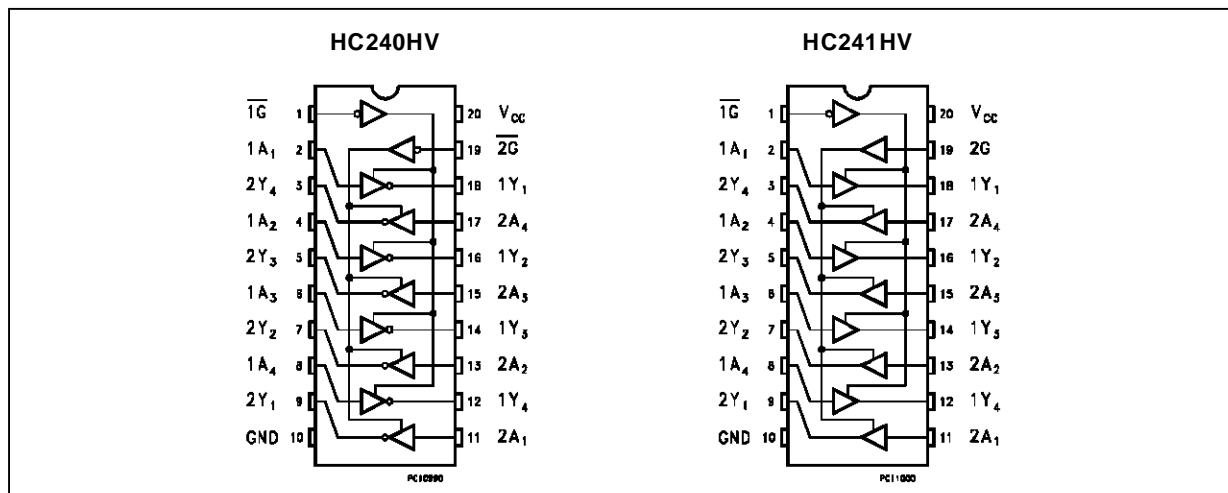 HC240HV HC241HV
1G̅ 1 20 VCC 1G̅ 1 20 VCC
1A1 2 19 2G̅ 1A1 2 19 2G
2Y4 3 18 1Y1 2Y4 3 18 1Y1
1A2 4 17 2A4 1A2 4 17 2A4
2Y3 5 16 1Y2 2Y3 5 16 1Y2
1A3 6 15 2A3 1A3 6 15 2A3
2Y2 7 14 1Y3 2Y2 7 14 1Y3
1A4 8 13 2A2 1A4 8 13 2A2
2Y1 9 12 1Y4 2Y1 9 12 1Y4
GND 10 11 2A1 GND 10 11 2A1